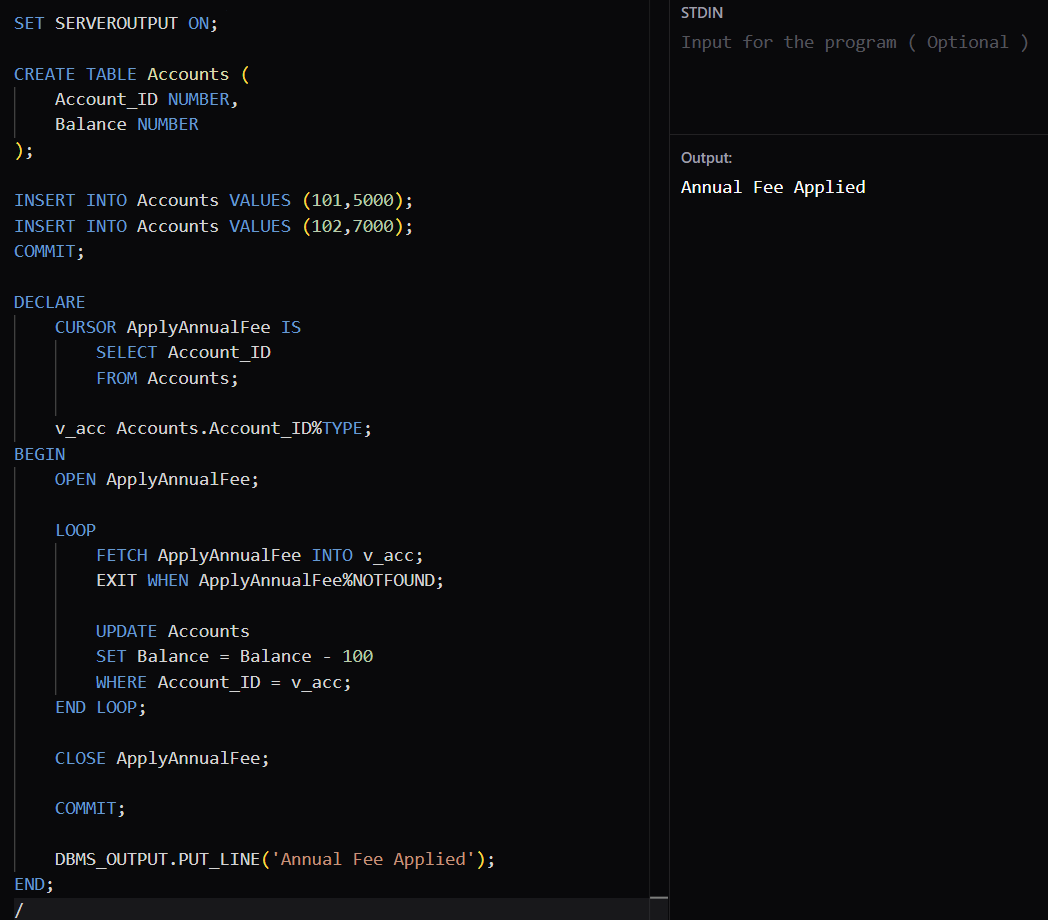 SET SERVEROUTPUT ON;
CREATE TABLE Accounts (
    Account_ID NUMBER,
    Balance NUMBER
);
INSERT INTO Accounts VALUES (101,5000);
INSERT INTO Accounts VALUES (102,7000);
COMMIT;
DECLARE
    CURSOR ApplyAnnualFee IS
        SELECT Account_ID
        FROM Accounts;
    v_acc Accounts.Account_ID%TYPE;
BEGIN
    OPEN ApplyAnnualFee;
    LOOP
        FETCH ApplyAnnualFee INTO v_acc;
        EXIT WHEN ApplyAnnualFee%NOTFOUND;
        UPDATE Accounts
        SET Balance = Balance - 100
        WHERE Account_ID = v_acc;
    END LOOP;
    CLOSE ApplyAnnualFee;
    COMMIT;
    DBMS_OUTPUT.PUT_LINE('Annual Fee Applied');
END;
/
STDIN
Input for the program ( Optional )
Output:
Annual Fee Applied